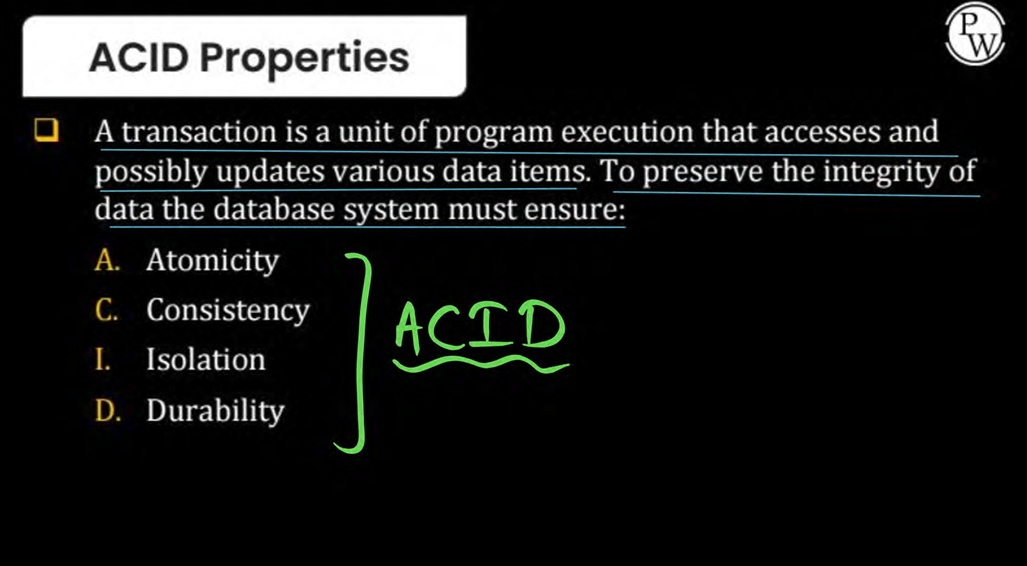 ACID Properties
PW
❑ A transaction is a unit of program execution that accesses and
possibly updates various data items. To preserve the integrity of
data the database system must ensure:
A. Atomicity
C. Consistency
I. Isolation
D. Durability
ACID